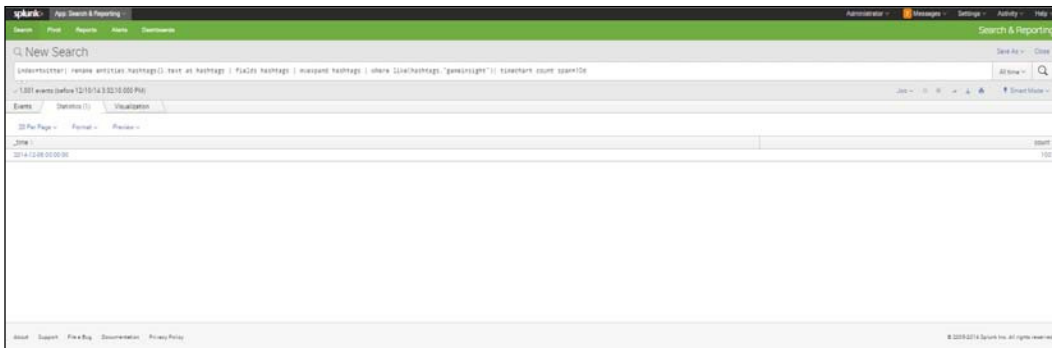 splunk> App: Search & Reporting Administrator Messages Settings Activity Help
Search Pivot Reports Alerts Dashboards Search & Reporting
New Search Save As Close
index=twitter| rename entities.hashtags{}.text as hashtags | fields hashtags | mvexpand hashtags | where like(hashtags,"gameinsight")| timechart count span=10d All time
1,001 events (before 12/10/14 3:02:10.000 PM) Job Smart Mode
Events Statistics (1) Visualization
20 Per Page Format Preview
_time count
00:00:00 100
About Support File a Bug Documentation Privacy Policy © 2005-2014 Splunk Inc. All rights reserved